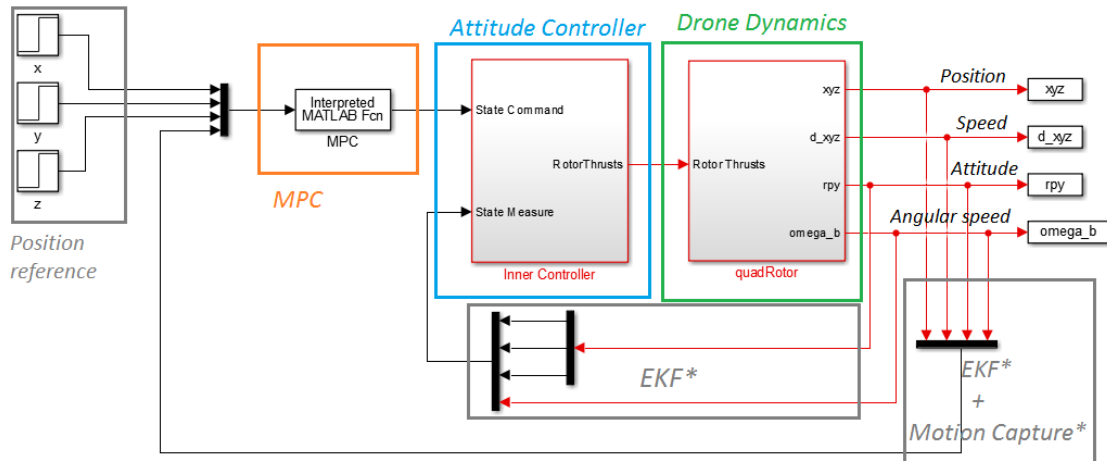 Attitude Controller
Drone Dynamics
x
y
z
Position
reference
Interpreted
MATLAB Fcn
MPC
MPC
State Command
RotorThrusts
State Measure
Inner Controller
Rotor Thrusts
xyz
d_xyz
rpy
omega_b
quadRotor
Position
xyz
Speed
d_xyz
Attitude
rpy
Angular speed
omega_b
EKF*
EKF*
+
Motion Capture*